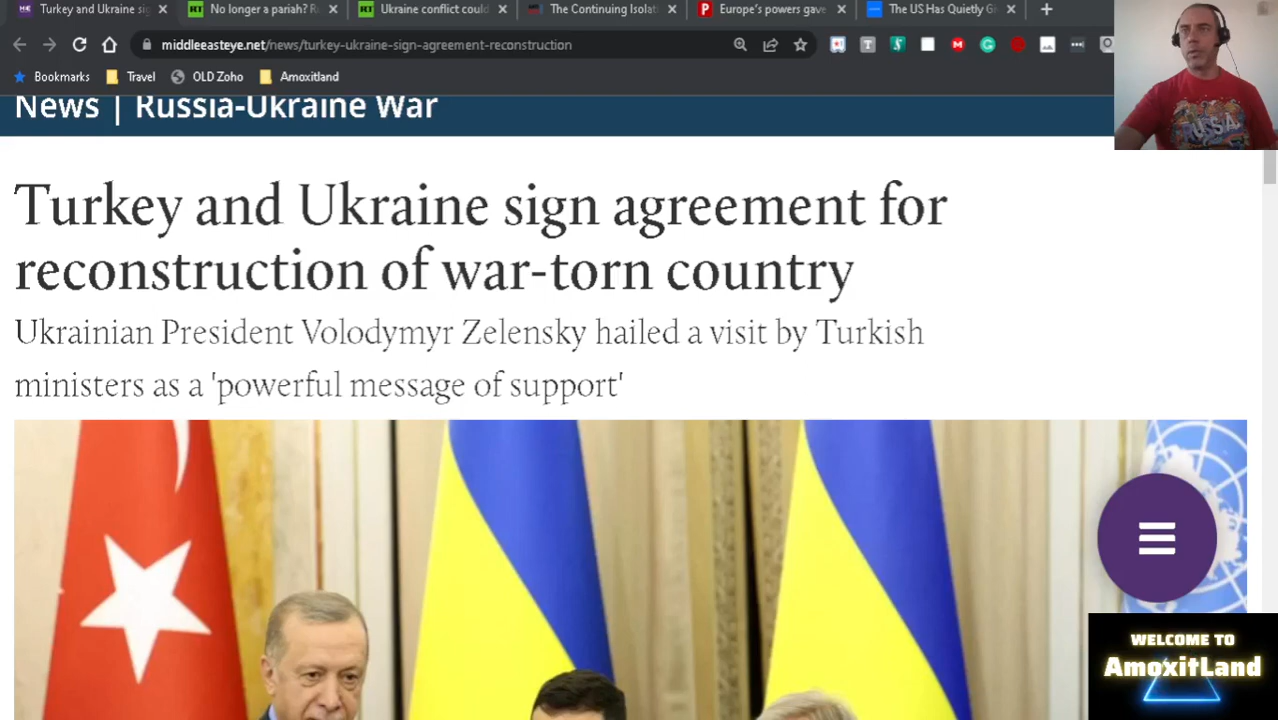 Turkey and Ukraine si
No longer a pariah? R
Ukraine conflict could
The Continuing Isolat
Europe's powers gave
The US Has Quietly Gi
middleeasteye.net/news/turkey-ukraine-sign-agreement-reconstruction
Bookmarks
Travel
OLD Zoho
Amoxitland
News | Russia-Ukraine War
Turkey and Ukraine sign agreement for
reconstruction of war-torn country
Ukrainian President Volodymyr Zelensky hailed a visit by Turkish
ministers as a 'powerful message of support'
WELCOME TO
AmoxitLand